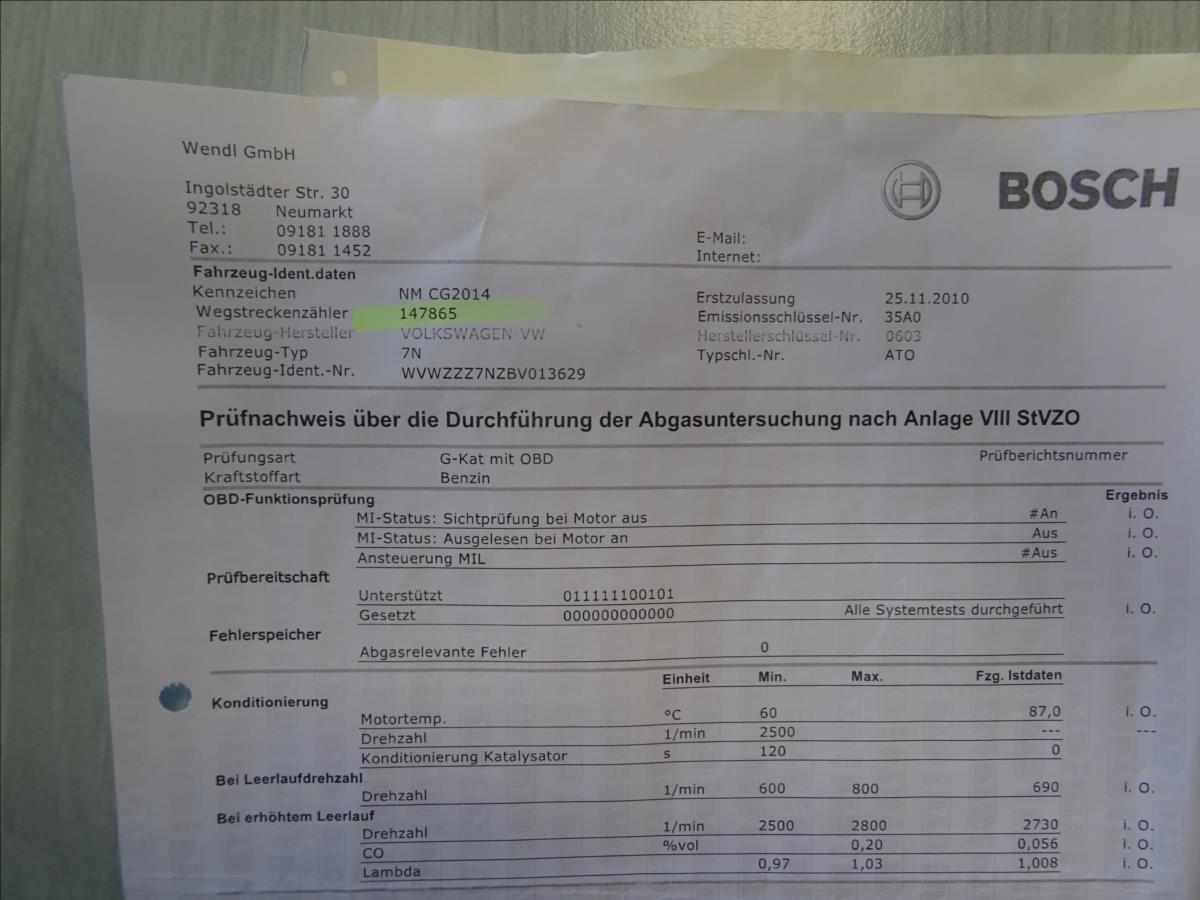 Wendl GmbH
BOSCH
Ingolstädter Str. 30
92318 Neumarkt
Tel.: 09181 1888
Fax.: 09181 1452
E-Mail:
Internet:
Fahrzeug-Ident.daten
Kennzeichen NM CG2014 Erstzulassung 25.11.2010
Wegstreckenzähler 147865 Emissionsschlüssel-Nr. 35A0
Fahrzeug-Hersteller VOLKSWAGEN-VW Herstellerschlüssel-Nr. 0603
Fahrzeug-Typ 7N Typschl.-Nr. ATO
Fahrzeug-Ident.-Nr. WVWZZZ7NZBV013629
Prüfnachweis über die Durchführung der Abgasuntersuchung nach Anlage VIII StVZO
Prüfungsart G-Kat mit OBD Prüfberichtsnummer
Kraftstoffart Benzin
OBD-Funktionsprüfung Ergebnis
MI-Status: Sichtprüfung bei Motor aus #An i. O.
MI-Status: Ausgelesen bei Motor an Aus i. O.
Ansteuerung MIL #Aus i. O.
Prüfbereitschaft
Unterstützt 011111100101
Gesetzt 000000000000 Alle Systemtests durchgeführt i. O.
Fehlerspeicher
Abgasrelevante Fehler 0
Einheit Min. Max. Fzg. Istdaten
Konditionierung
Motortemp. °C 60 87,0 i. O.
Drehzahl 1/min 2500 --- ---
Konditionierung Katalysator s 120 0
Bei Leerlaufdrehzahl
Drehzahl 1/min 600 800 690 i. O.
Bei erhöhtem Leerlauf
Drehzahl 1/min 2500 2800 2730 i. O.
CO %vol 0,20 0,056 i. O.
Lambda 0,97 1,03 1,008 i. O.